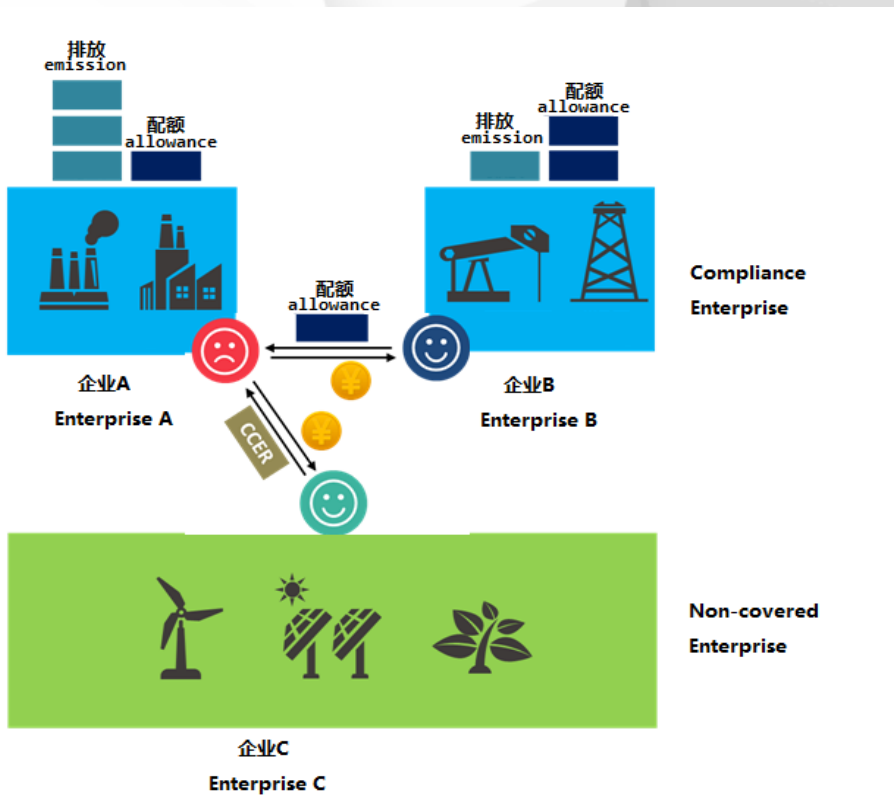 排放
emission
配额
allowance
排放
emission
配额
allowance
配额
allowance
Compliance
Enterprise
企业A
Enterprise A
企业B
Enterprise B
¥
¥
CCER
Non-covered
Enterprise
企业C
Enterprise C